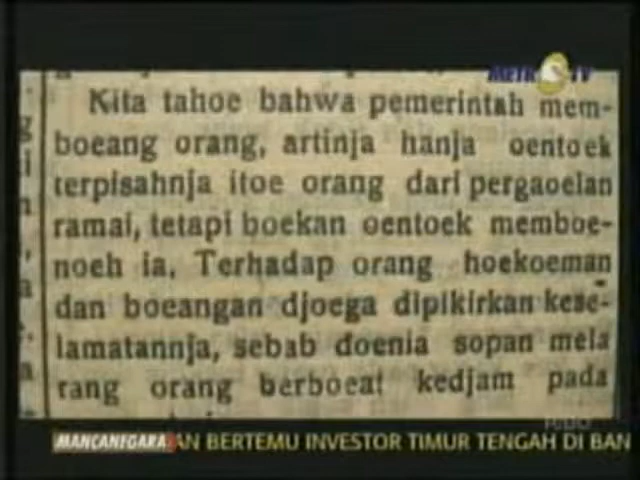 METR TV
Kita tahoe bahwa pemerintah mem-
boeang orang, artinja hanja oentoek
terpisahnja itoe orang dari pergaoelan
ramai, tetapi boekan oentoek memboe-
noeh ia. Terhadap orang hoekoeman
dan boeangan djoega dipikirkan kese-
lamatannja, sebab doenia sopan mela
rang orang berboeat kedjam pada
MANCANEGARA AN BERTEMU INVESTOR TIMUR TENGAH DI BAN